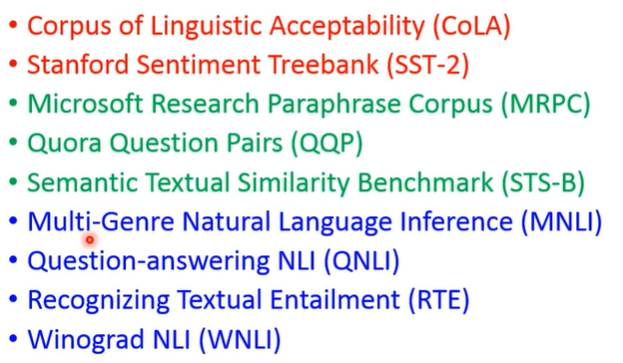 • Corpus of Linguistic Acceptability (CoLA)
• Stanford Sentiment Treebank (SST-2)
• Microsoft Research Paraphrase Corpus (MRPC)
• Quora Question Pairs (QQP)
• Semantic Textual Similarity Benchmark (STS-B)
• Multi-Genre Natural Language Inference (MNLI)
• Question-answering NLI (QNLI)
• Recognizing Textual Entailment (RTE)
• Winograd NLI (WNLI)